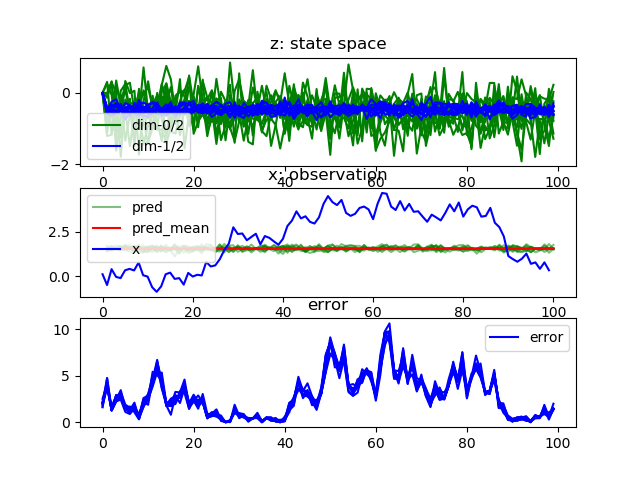 z: state space
0
−2
dim-0/2
dim-1/2
0 20 40 60 80 100
x: observation
2.5
0.0
pred
pred_mean
x
0 20 40 60 80 100
error
10
5
0
error
0 20 40 60 80 100